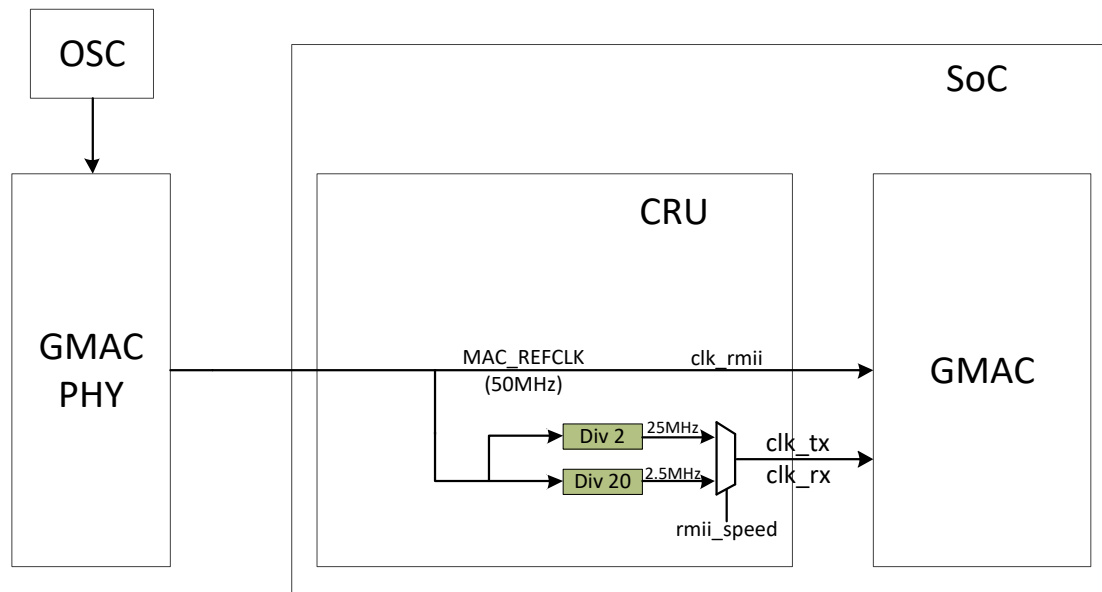 OSC
SoC
CRU
GMAC
PHY
MAC_REFCLK
(50MHz)
clk_rmii
GMAC
Div 2
25MHz
clk_tx
Div 20
2.5MHz
clk_rx
rmii_speed